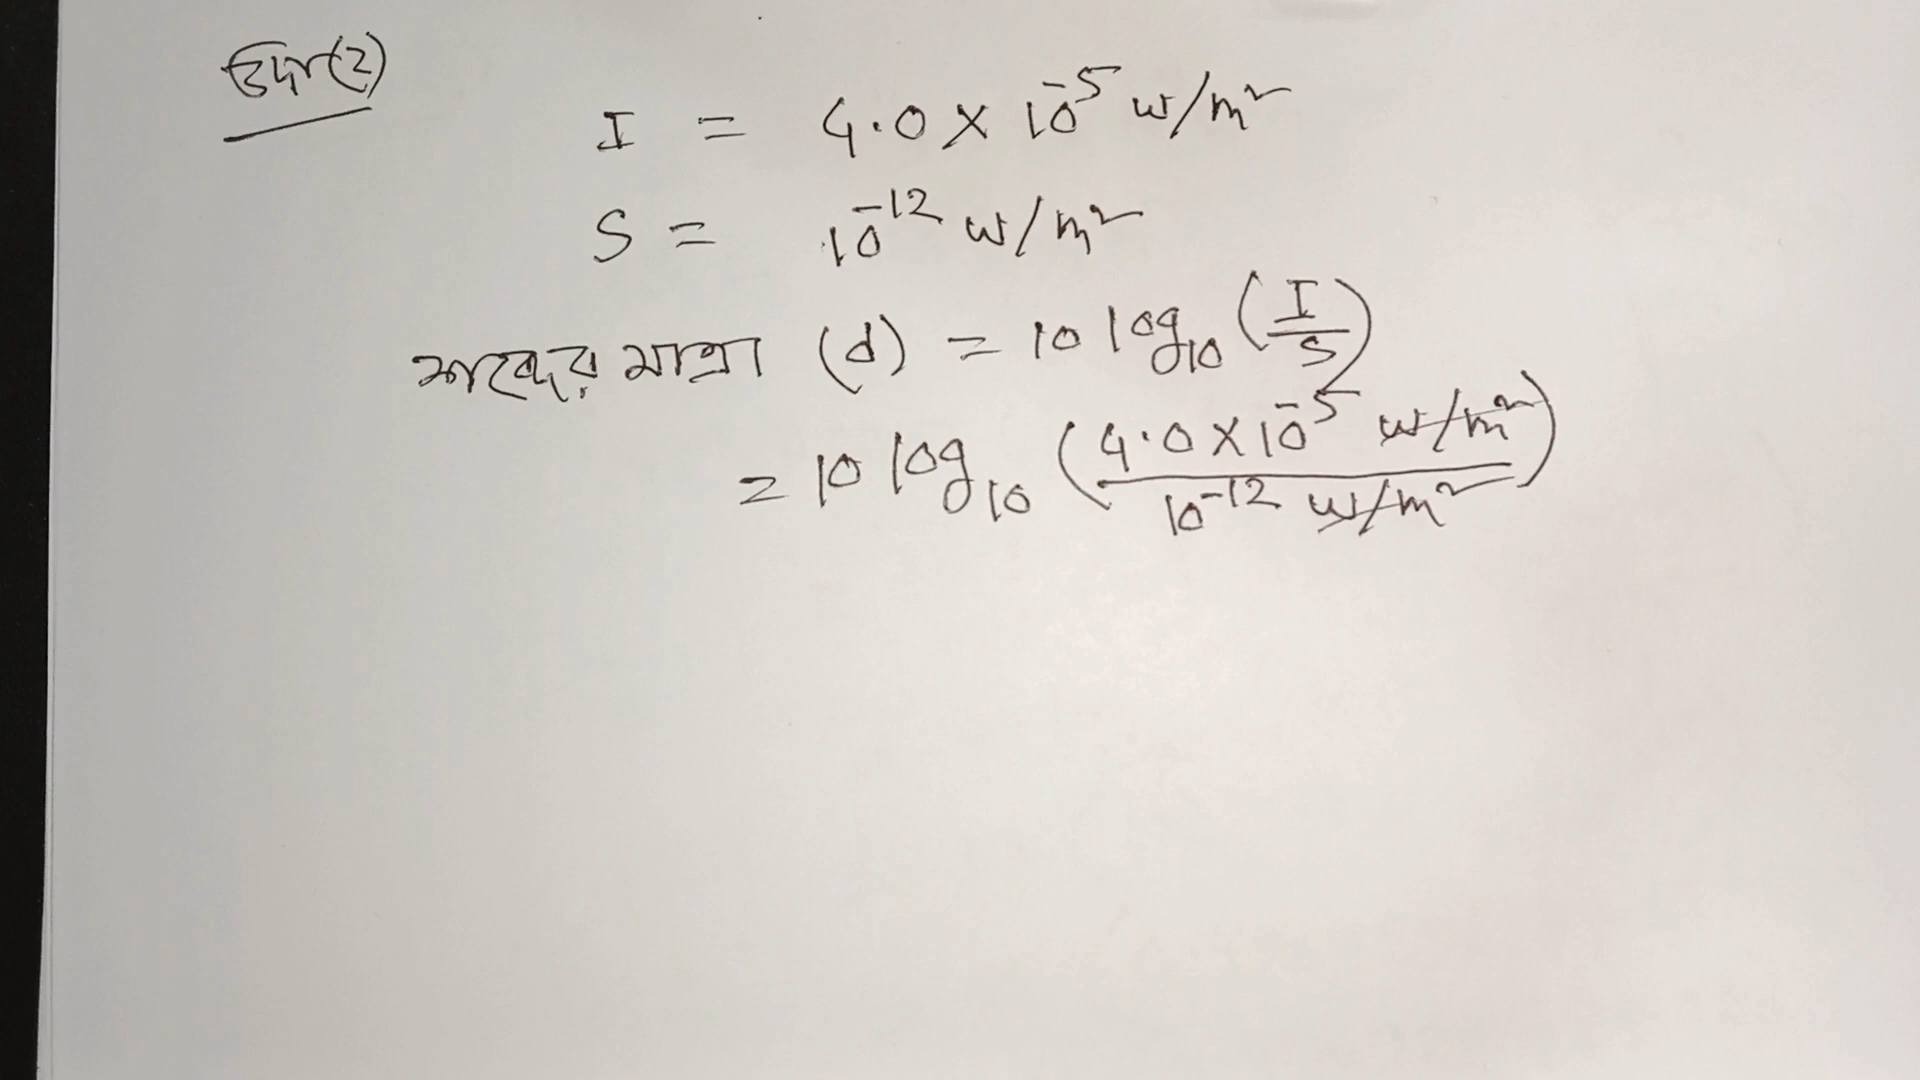 উদা(2)
I = 4.0 × 10⁻⁵ w/m²
S = 10⁻¹² w/m²
শব্দের মাত্রা (d) = 10 log₁₀ (I/S)
= 10 log₁₀ (4.0 × 10⁻⁵ w/m² / 10⁻¹² w/m²)